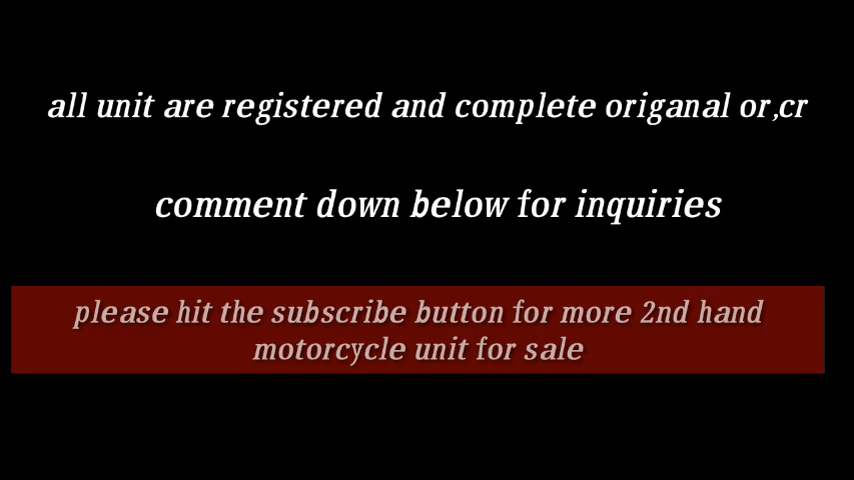 all unit are registered and complete origanal or,cr
comment down below for inquiries
please hit the subscribe button for more 2nd hand
motorcycle unit for sale